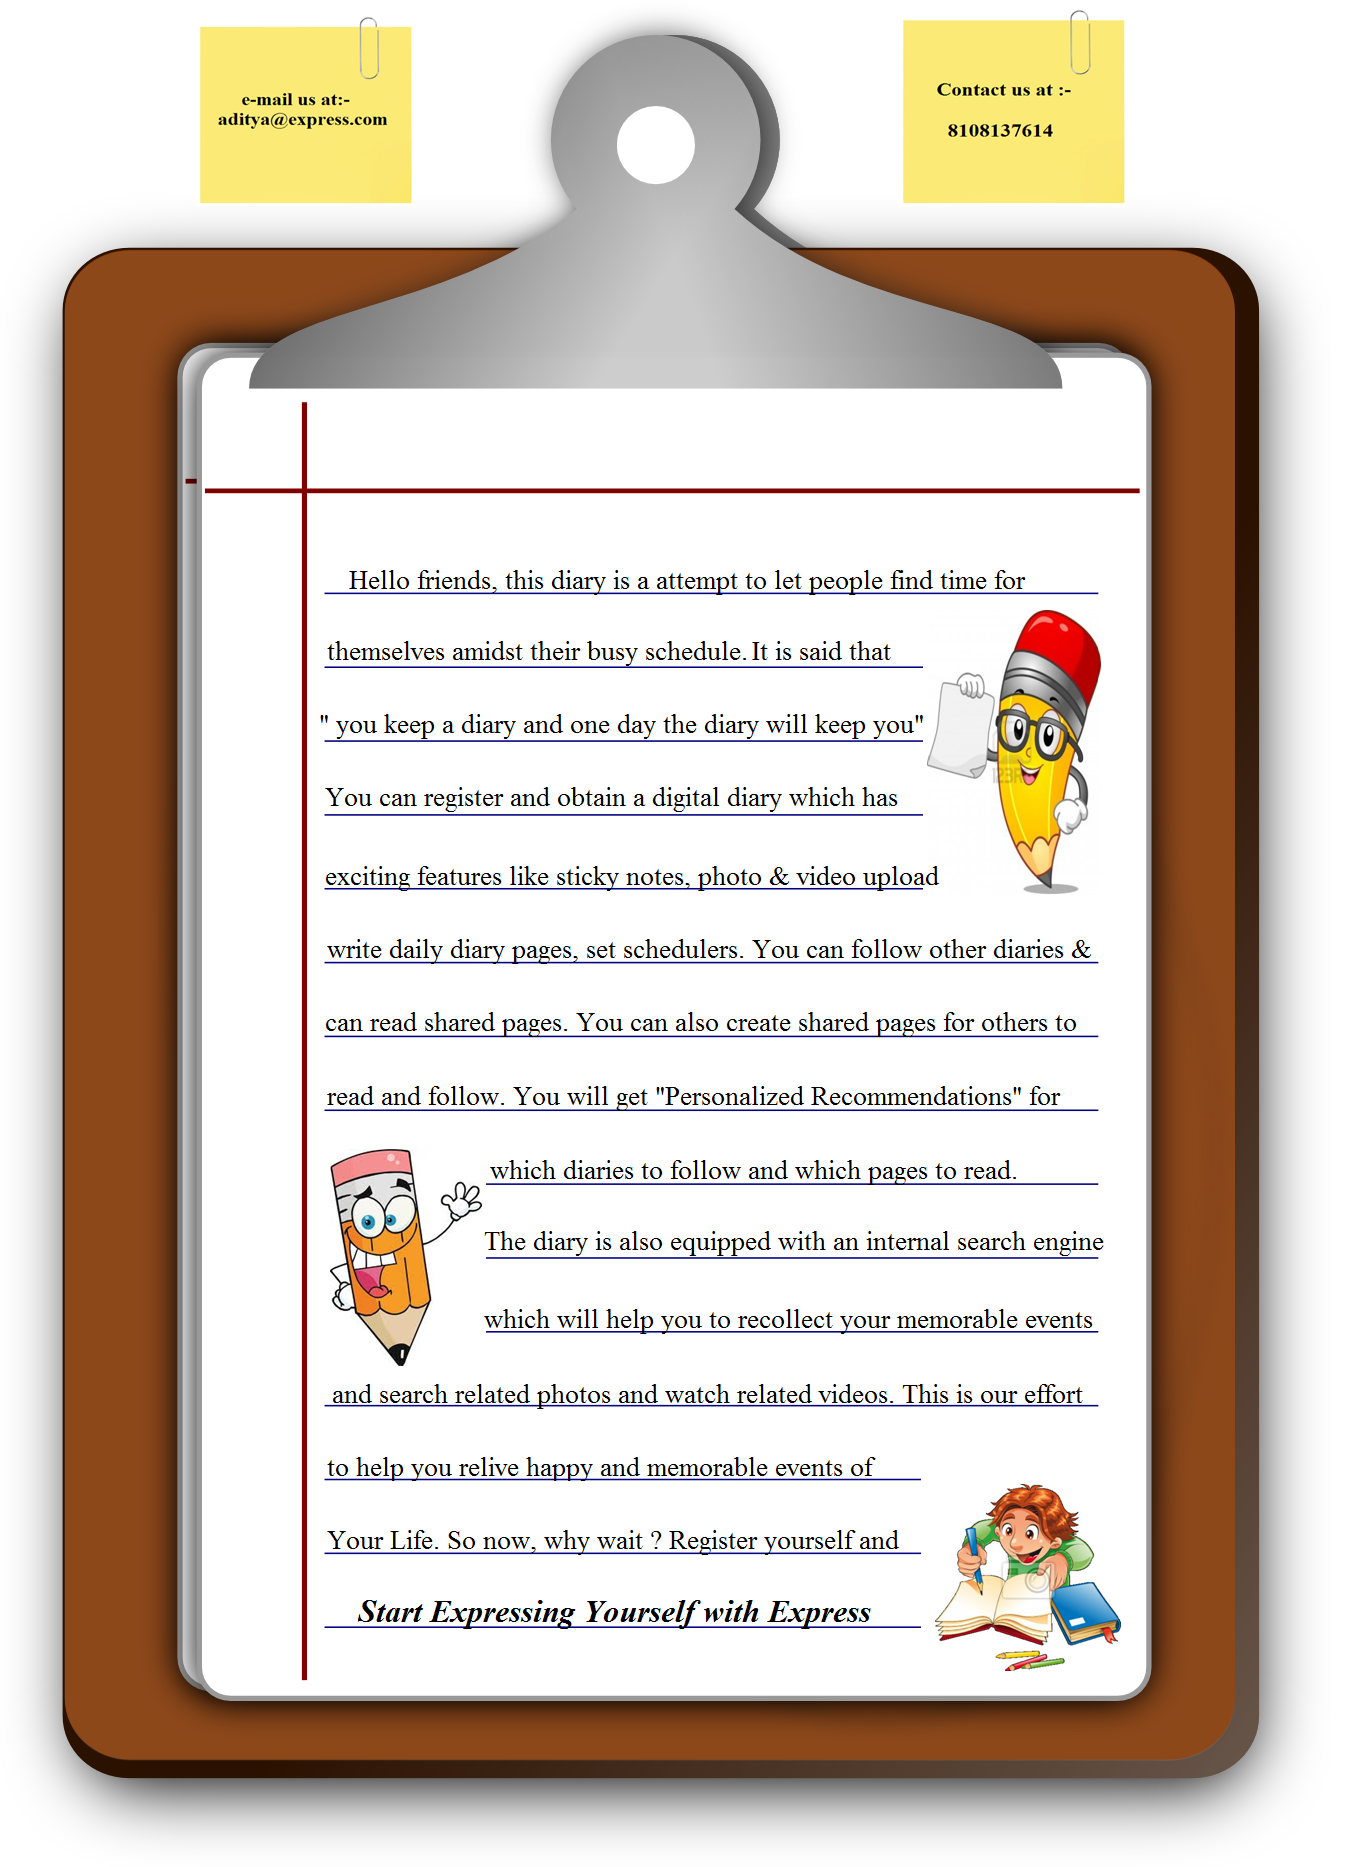 e-mail us at:-
aditya@express.com
Contact us at :-
8108137614
Hello friends, this diary is a attempt to let people find time for
themselves amidst their busy schedule. It is said that
" you keep a diary and one day the diary will keep you"
You can register and obtain a digital diary which has
exciting features like sticky notes, photo & video upload
write daily diary pages, set schedulers. You can follow other diaries &
can read shared pages. You can also create shared pages for others to
read and follow. You will get "Personalized Recommendations" for
which diaries to follow and which pages to read.
The diary is also equipped with an internal search engine
which will help you to recollect your memorable events
and search related photos and watch related videos. This is our effort
to help you relive happy and memorable events of
Your Life. So now, why wait ? Register yourself and
Start Expressing Yourself with Express